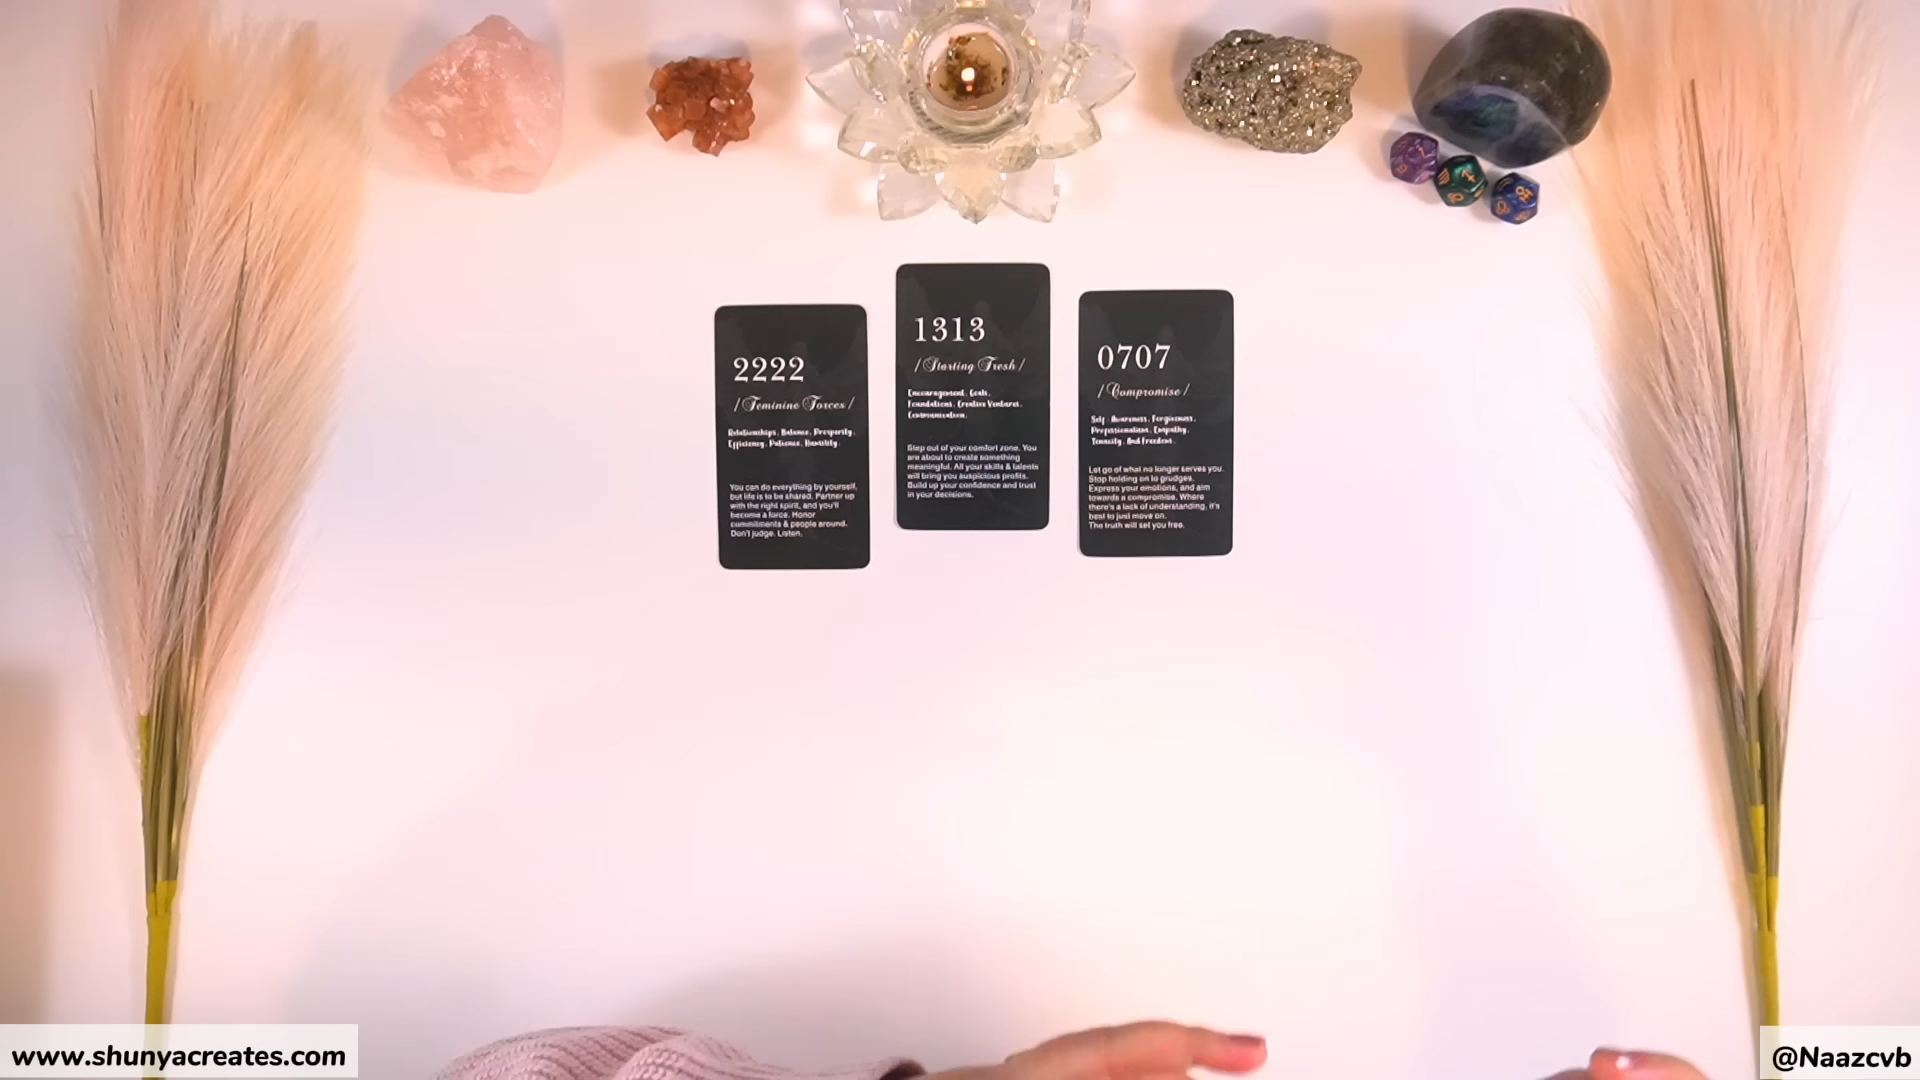 2222
/Feminine Forces/
Relationships, Balance, Prosperity,
Efficiency, Patience, Humility.
You can do everything by yourself,
but life is to be shared. Partner up
with the right spirit, and you'll
become a force. Honor
commitments & people around.
Don't judge. Listen.
1313
/Starting Fresh/
Encouragement, Goals,
Foundations, Creative Ventures,
Communication.
Step out of your comfort zone. You
are about to create something
meaningful. All your skills & talents
will bring you auspicious profits.
Build up your confidence and trust
in your decisions.
0707
/Compromise/
Self-Awareness, Forgiveness,
Professionalism, Empathy,
Tenacity, And Freedom.
Let go of what no longer serves you.
Stop holding on to grudges.
Express your emotions, and aim
towards a compromise. Where
there's a lack of understanding, it's
best to just move on.
The truth will set you free.
www.shunyacreates.com
@Naazcvb